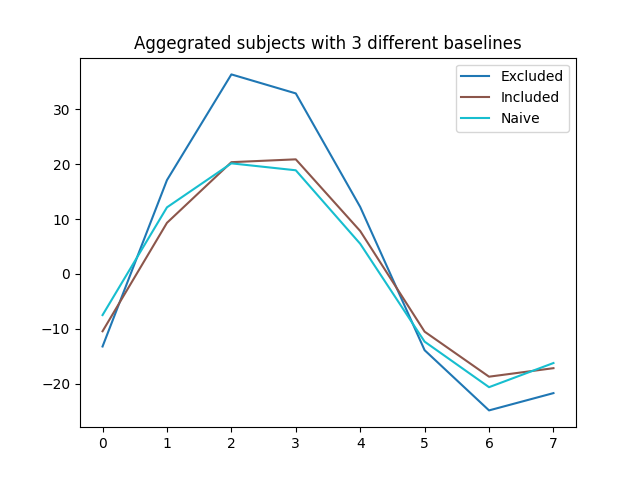 Aggegrated subjects with 3 different baselines
Excluded
Included
Naive
30
20
10
0
−10
−20
0 1 2 3 4 5 6 7